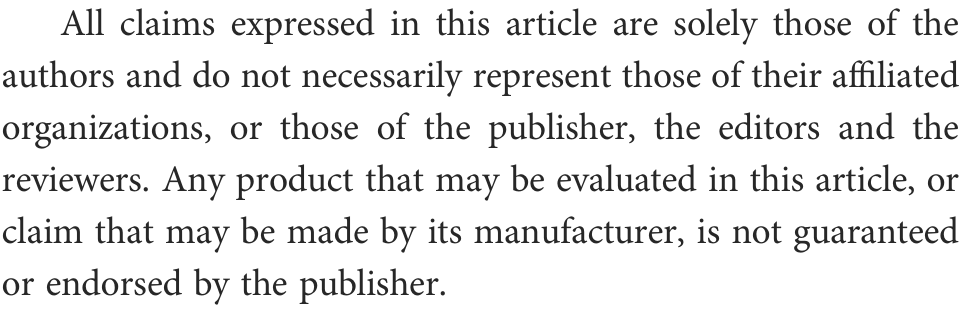 All claims expressed in this article are solely those of the
authors and do not necessarily represent those of their affiliated
organizations, or those of the publisher, the editors and the
reviewers. Any product that may be evaluated in this article, or
claim that may be made by its manufacturer, is not guaranteed
or endorsed by the publisher.